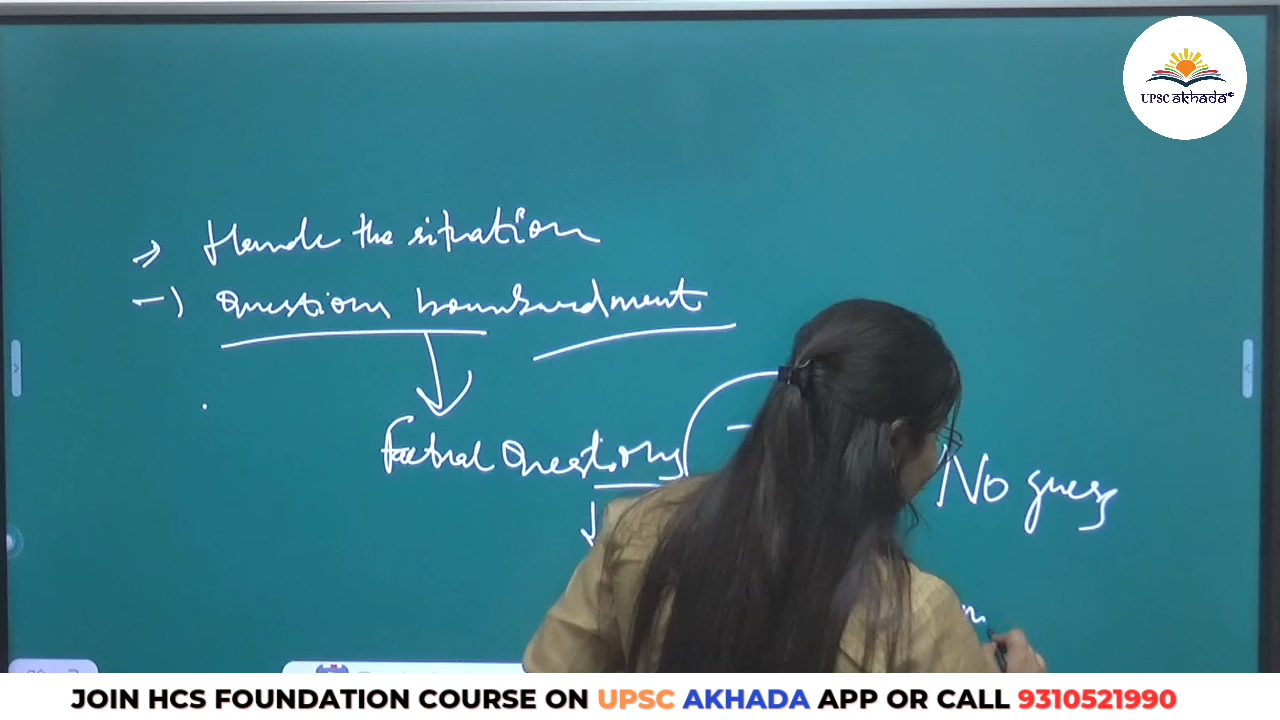 UPSC akhada
→ Handle the situation
→ Questions bombardment
Factual Questions
No guess
JOIN HCS FOUNDATION COURSE ON UPSC AKHADA APP OR CALL 9310521990